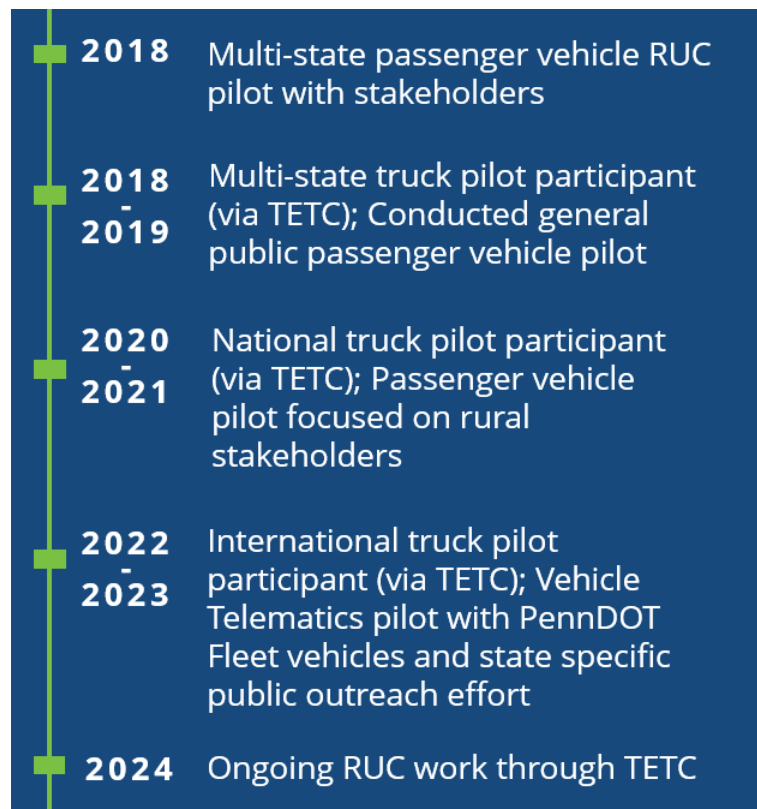 2018
Multi-state passenger vehicle RUC
pilot with stakeholders
2018
-
2019
Multi-state truck pilot participant
(via TETC); Conducted general
public passenger vehicle pilot
2020
-
2021
National truck pilot participant
(via TETC); Passenger vehicle
pilot focused on rural
stakeholders
2022
-
2023
International truck pilot
participant (via TETC); Vehicle
Telematics pilot with PennDOT
Fleet vehicles and state specific
public outreach effort
2024
Ongoing RUC work through TETC